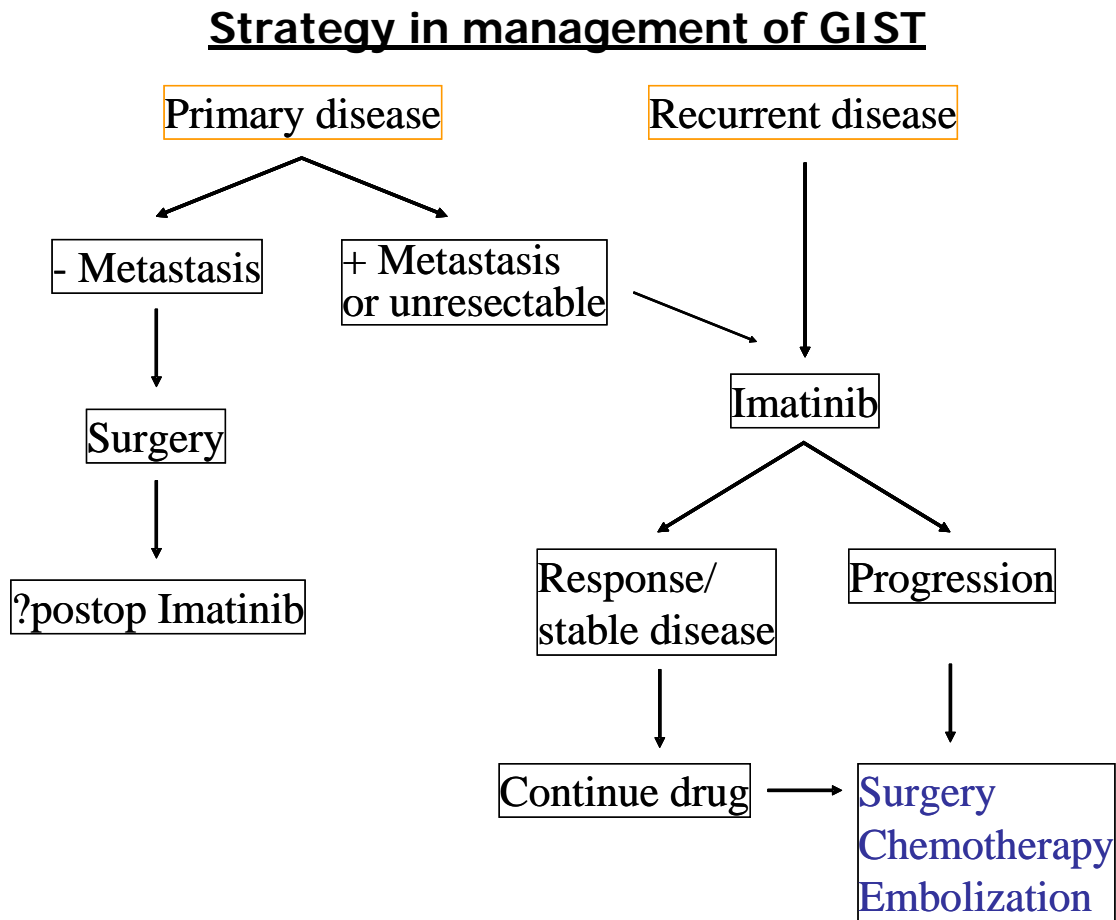 Strategy in management of GIST
Primary disease
Recurrent disease
- Metastasis
+ Metastasis
or unresectable
Imatinib
Surgery
?postop Imatinib
Response/
stable disease
Progression
Continue drug
Surgery
Chemotherapy
Embolization